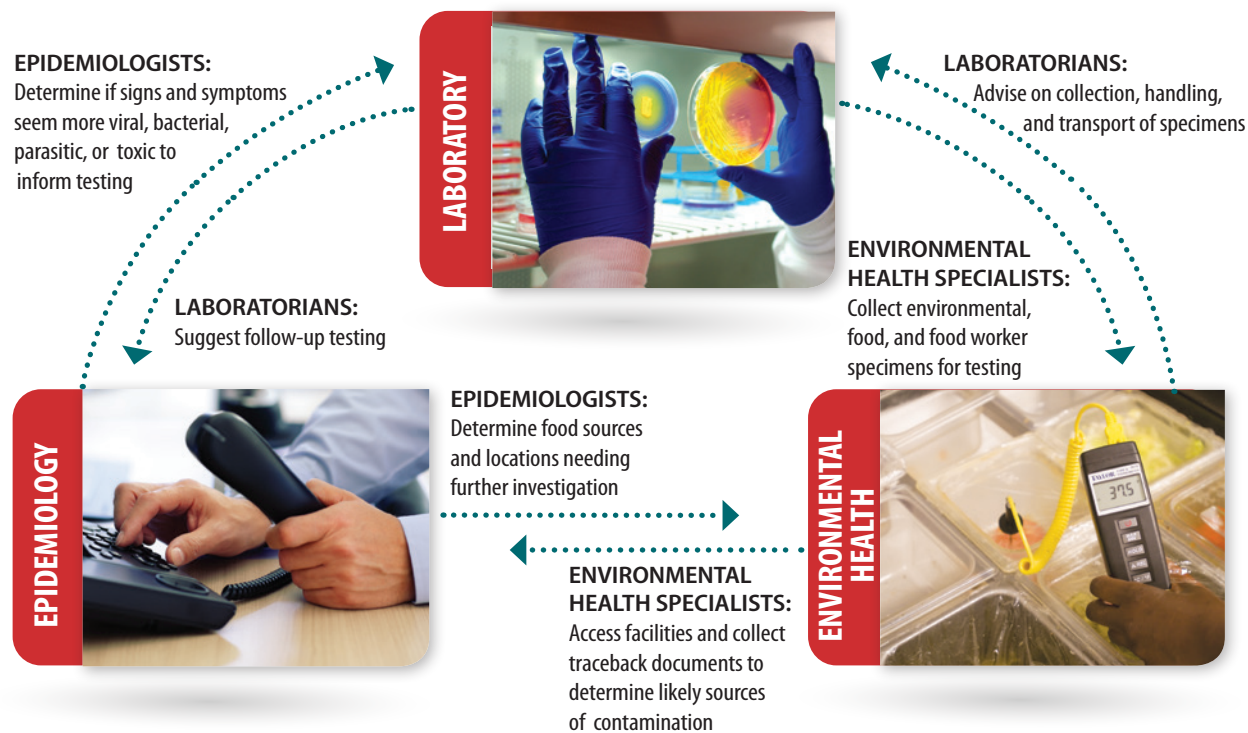 EPIDEMIOLOGISTS:
Determine if signs and symptoms
seem more viral, bacterial,
parasitic, or toxic to
inform testing
LABORATORY
LABORATORIANS:
Advise on collection, handling,
and transport of specimens
LABORATORIANS:
Suggest follow-up testing
ENVIRONMENTAL
HEALTH SPECIALISTS:
Collect environmental,
food, and food worker
specimens for testing
EPIDEMIOLOGY
EPIDEMIOLOGISTS:
Determine food sources
and locations needing
further investigation
ENVIRONMENTAL
HEALTH SPECIALISTS:
Access facilities and collect
traceback documents to
determine likely sources
of contamination
ENVIRONMENTAL
HEALTH
TAYLOR
37.5